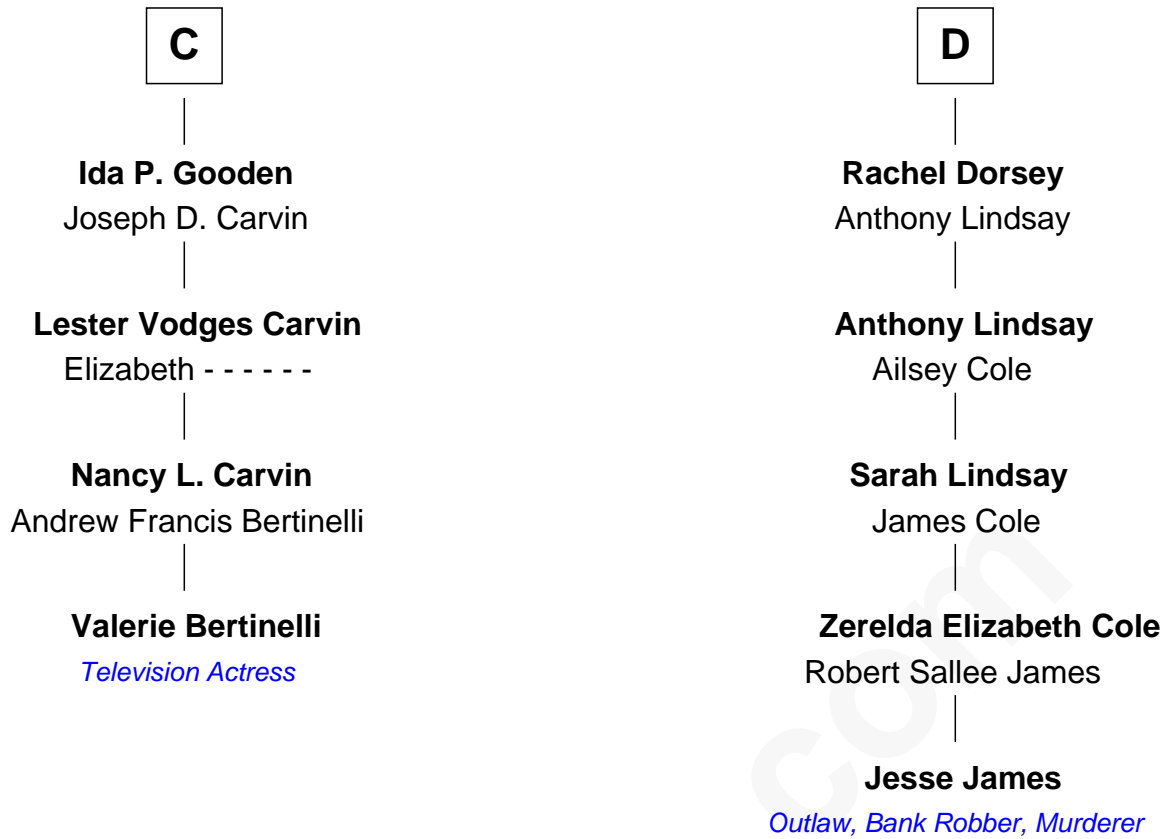 C
Ida P. Gooden
Joseph D. Carvin
Lester Vodges Carvin
Elizabeth - - - - - -
Nancy L. Carvin
Andrew Francis Bertinelli
Valerie Bertinelli
Television Actress
D
Rachel Dorsey
Anthony Lindsay
Anthony Lindsay
Ailsey Cole
Sarah Lindsay
James Cole
Zerelda Elizabeth Cole
Robert Sallee James
Jesse James
Outlaw, Bank Robber, Murderer
com